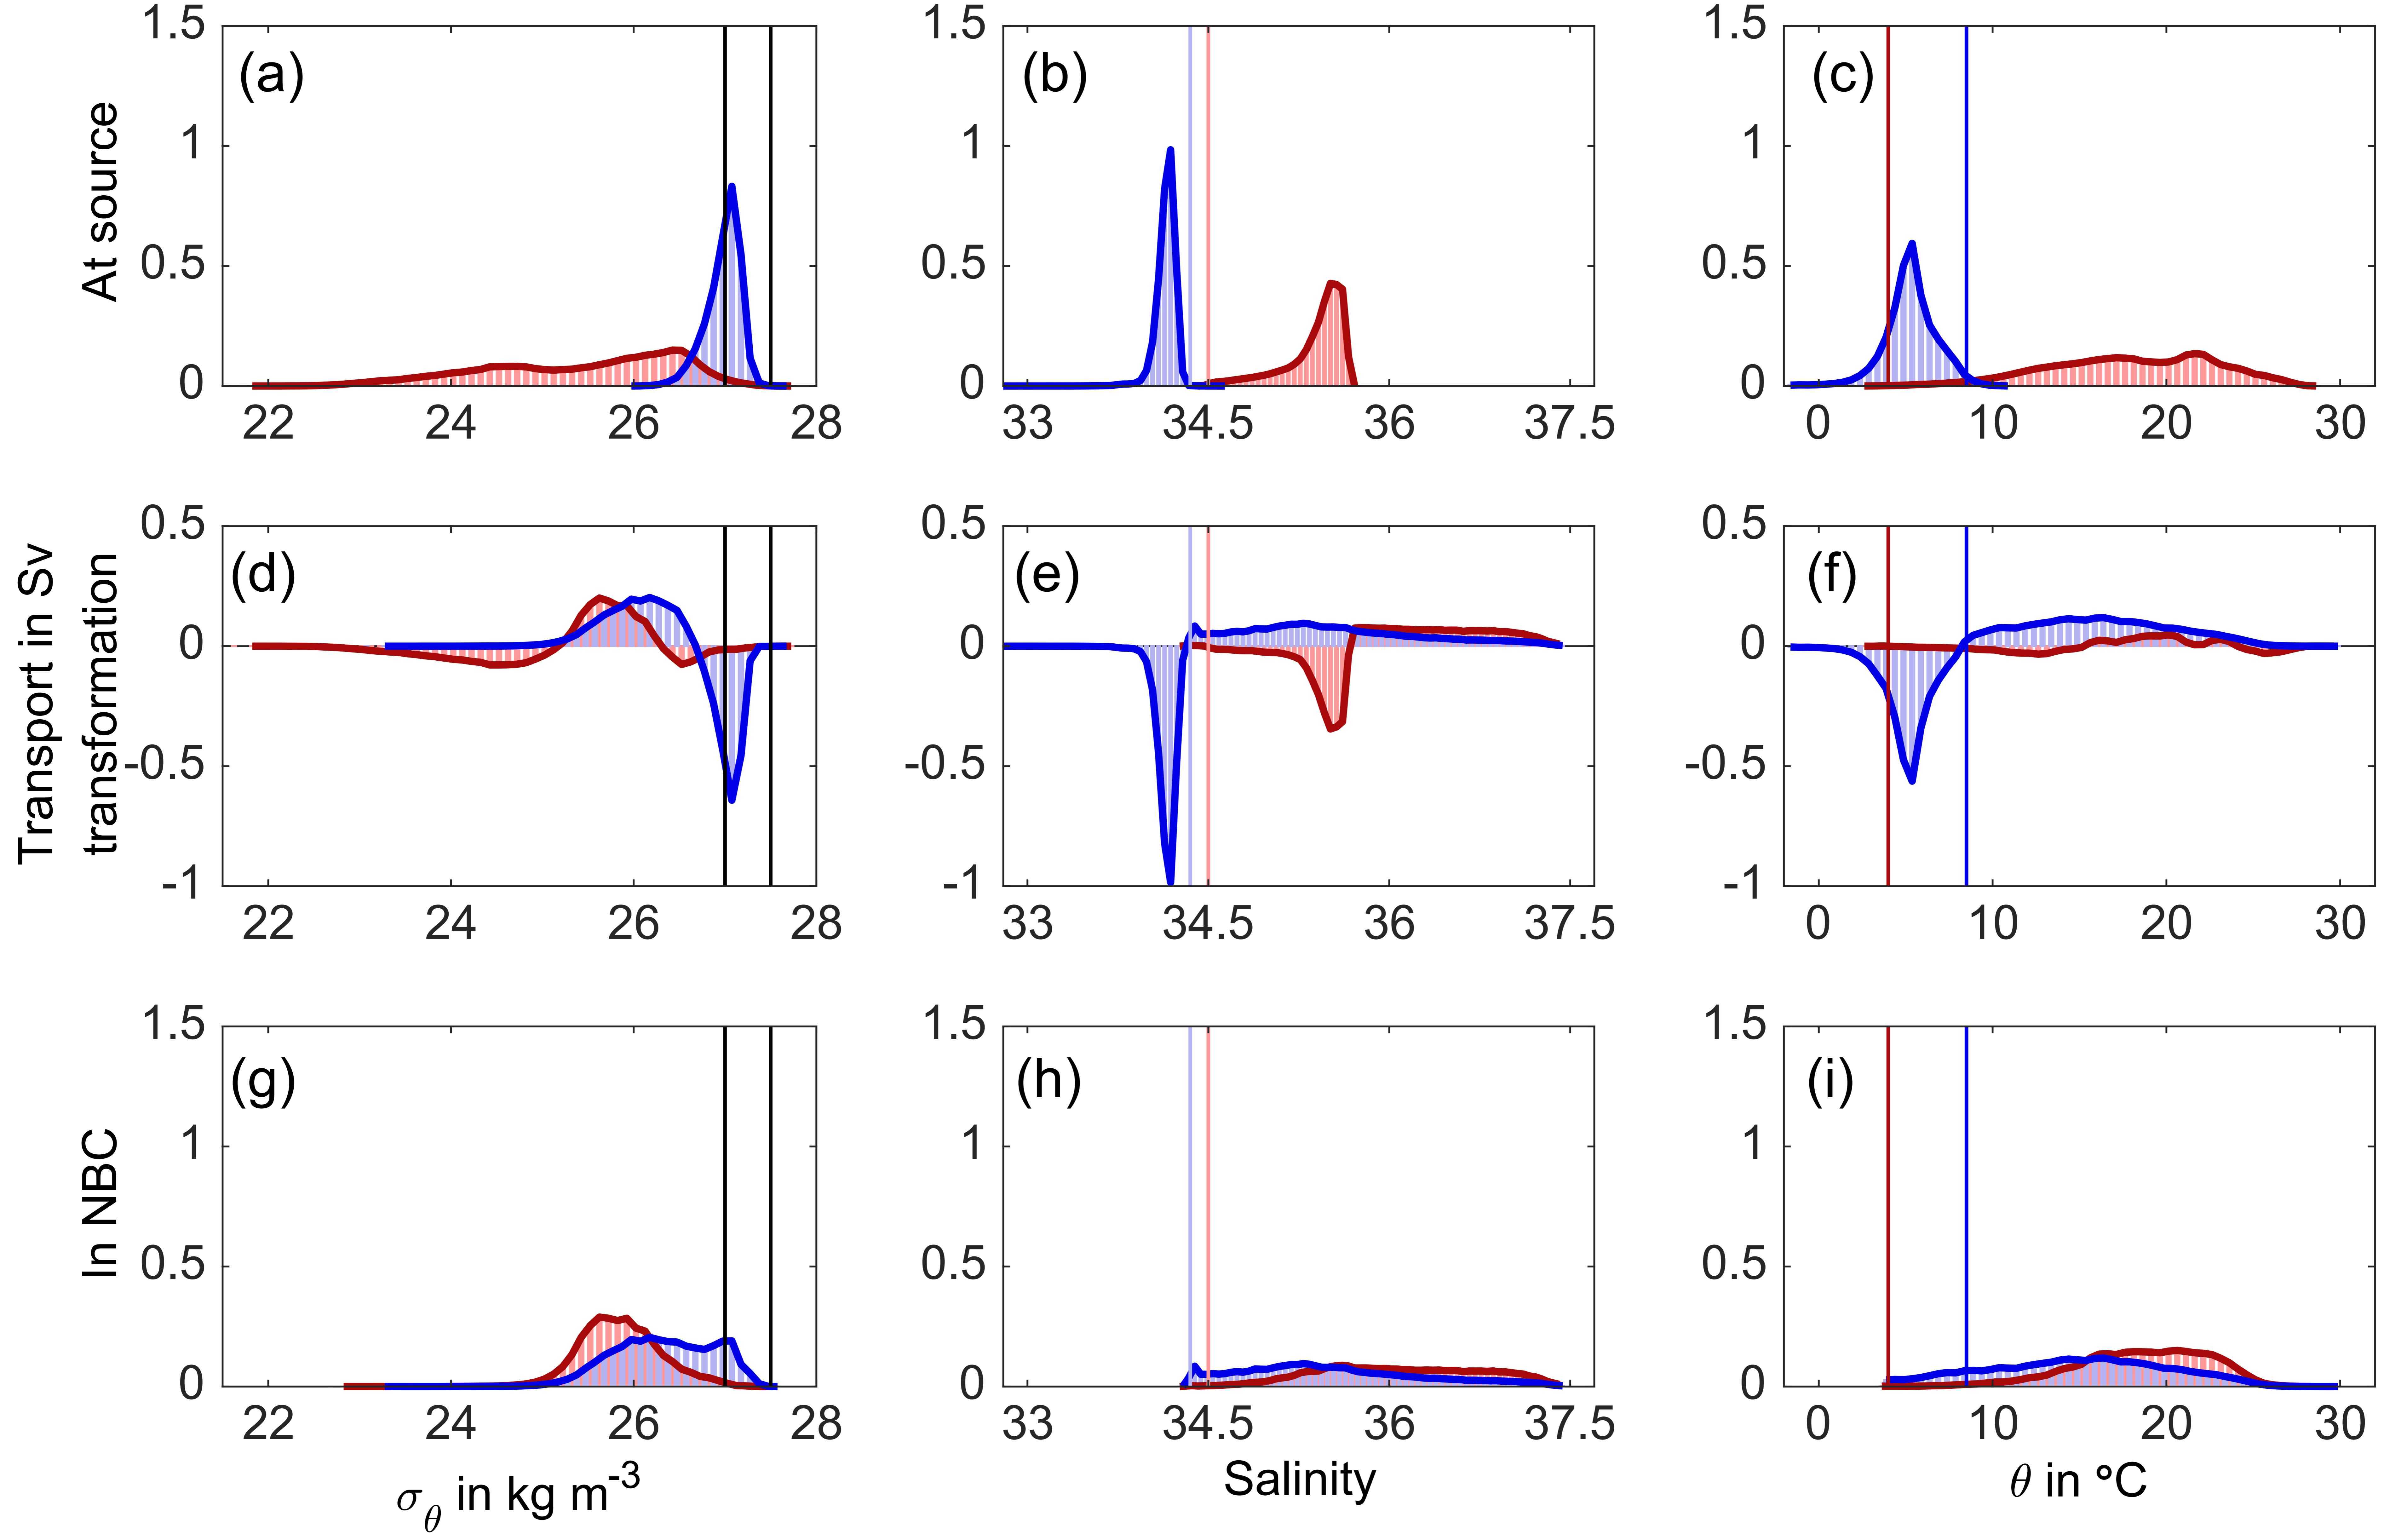 1.5 1.5 1.5
(a) (b) (c)
At source
1 1 1
0.5 0.5 0.5
0 0 0
22 24 26 28 33 34.5 36 37.5 0 10 20 30
0.5 0.5 0.5
(d) (e) (f)
Transport in Sv
transformation
0 0 0
-0.5 -0.5 -0.5
-1 -1 -1
22 24 26 28 33 34.5 36 37.5 0 10 20 30
1.5 1.5 1.5
(g) (h) (i)
In NBC
1 1 1
0.5 0.5 0.5
0 0 0
22 24 26 28 33 34.5 36 37.5 0 10 20 30
σθ in kg m-3 Salinity θ in °C